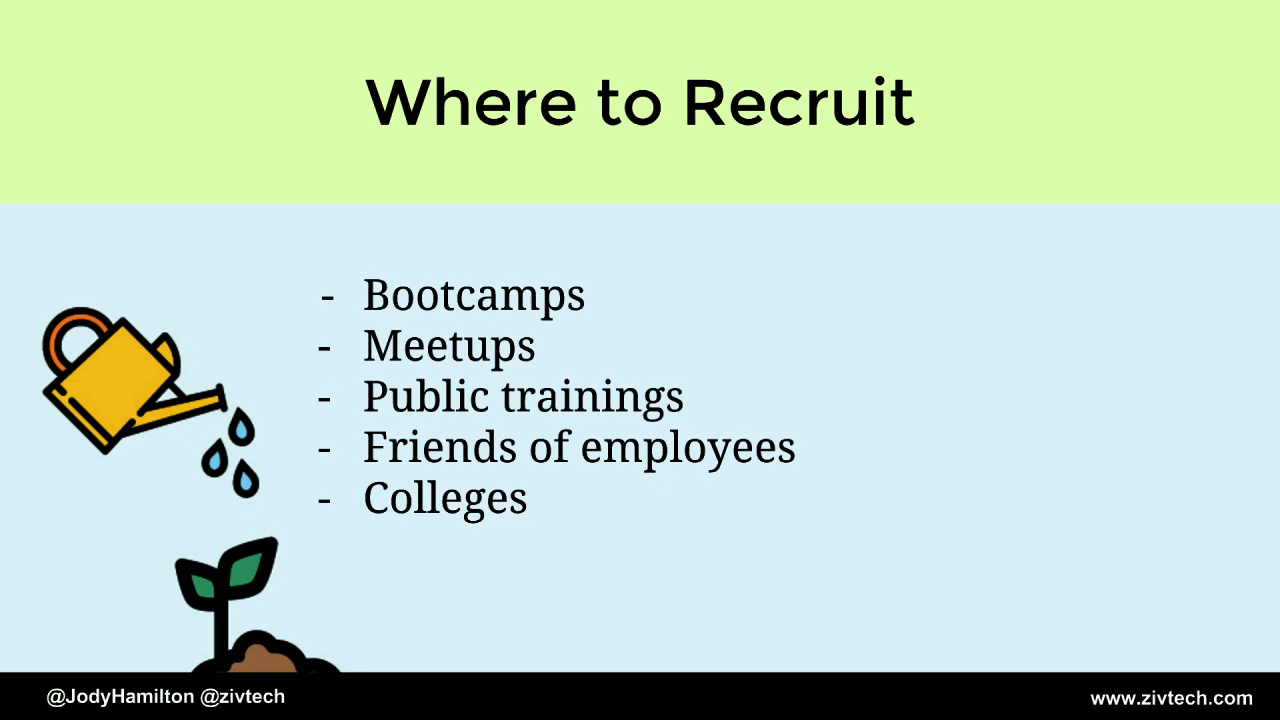 Where to Recruit
- Bootcamps
- Meetups
- Public trainings
- Friends of employees
- Colleges
@JodyHamilton @zivtech
www.zivtech.com